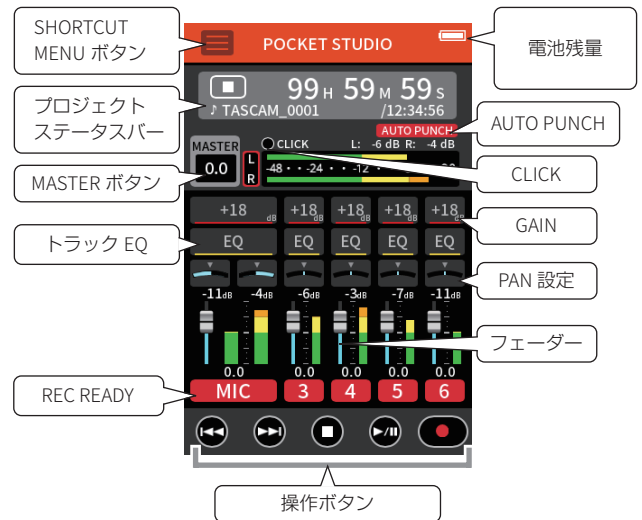 SHORTCUT
MENU ボタン
POCKET STUDIO
電池残量
プロジェクト
ステータスバー
99 H 59 M 59 S
♪ TASCAM_0001 /12:34:56
AUTO PUNCH
AUTO PUNCH
MASTER
CLICK L: -6 dB R: -4 dB
CLICK
MASTER ボタン
0.0
L
R
-48 -24 -12
GAIN
+18 dB +18 dB +18 dB +18 dB +18 dB
トラック EQ
EQ EQ EQ EQ EQ
PAN 設定
-11dB -4dB -6dB -3dB -7dB -11dB
フェーダー
0.0 0.0 0.0 0.0 0.0
REC READY
MIC 3 4 5 6
操作ボタン